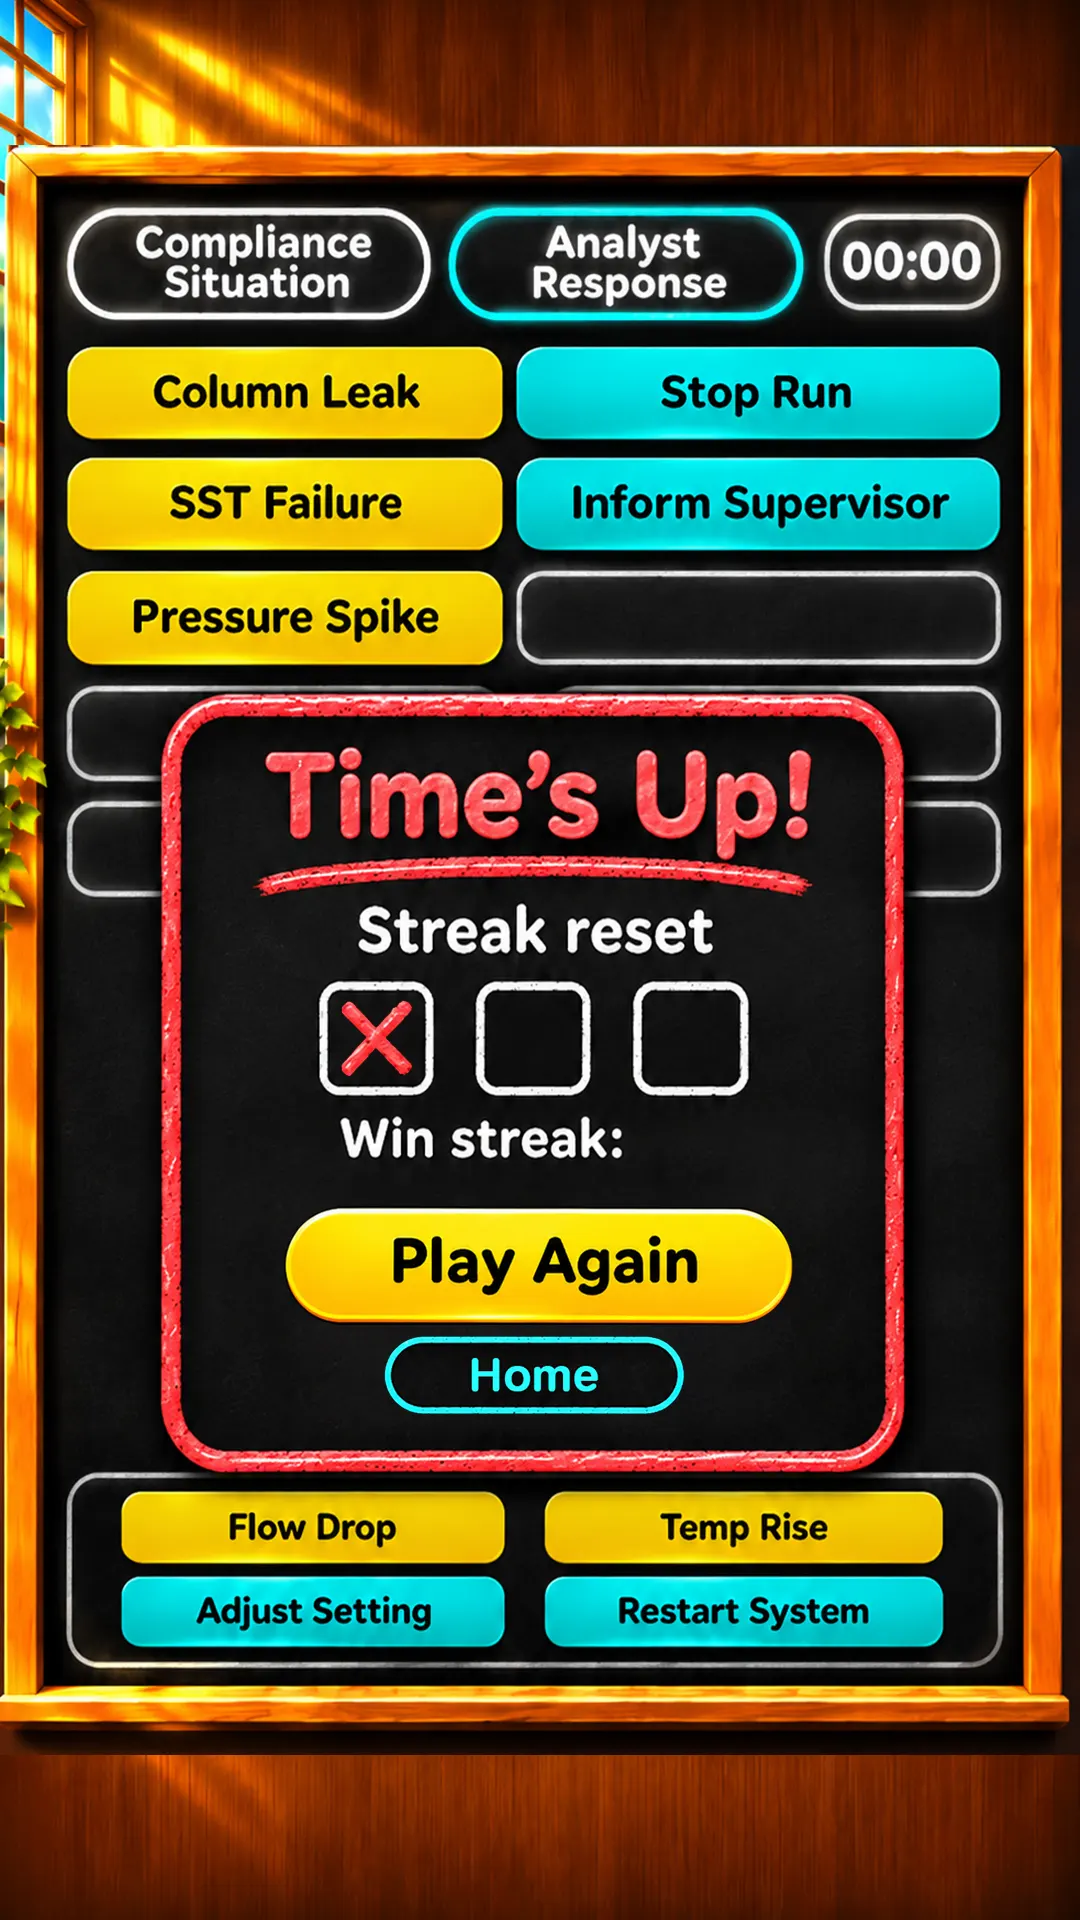 Compliance
Situation
Analyst
Response
00:00
Column Leak
Stop Run
SST Failure
Inform Supervisor
Pressure Spike
Time's Up!
Streak reset
Win streak:
Play Again
Home
Flow Drop
Temp Rise
Adjust Setting
Restart System